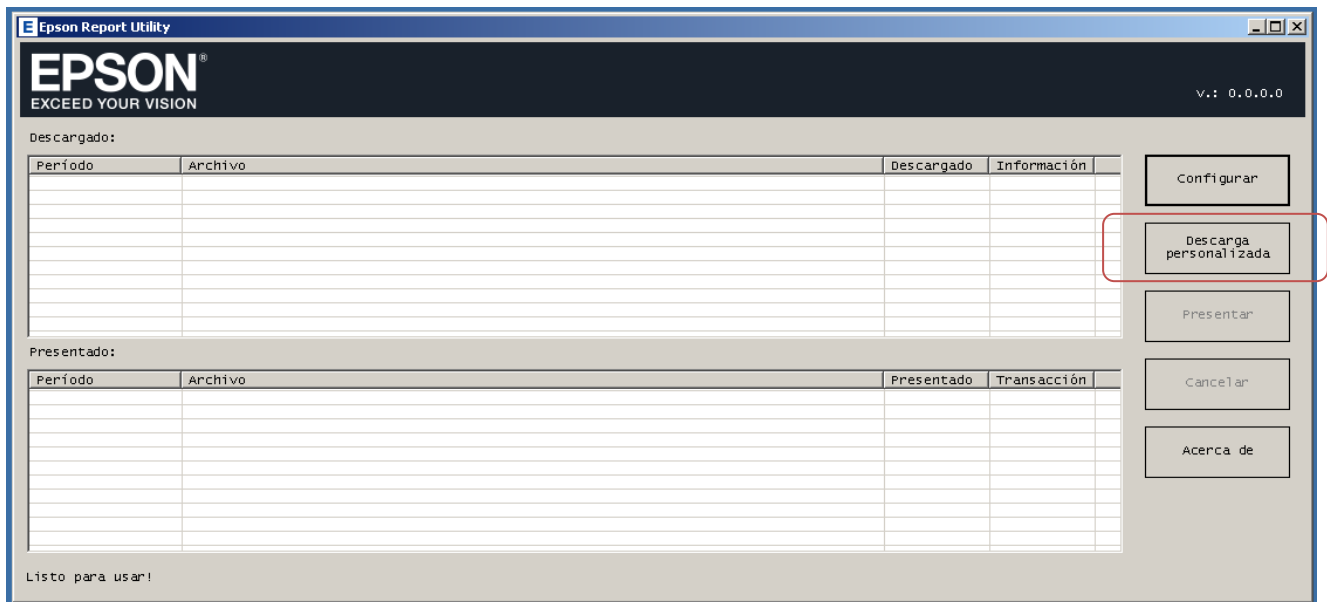 E Epson Report Utility
EPSON®
EXCEED YOUR VISION
v.: 0.0.0.0
Descargado:
Período Archivo Descargado Información
Configurar
Descarga
personalizada
Presentar
Presentado:
Período Archivo Presentado Transacción
Cancelar
Acerca de
Listo para usar!